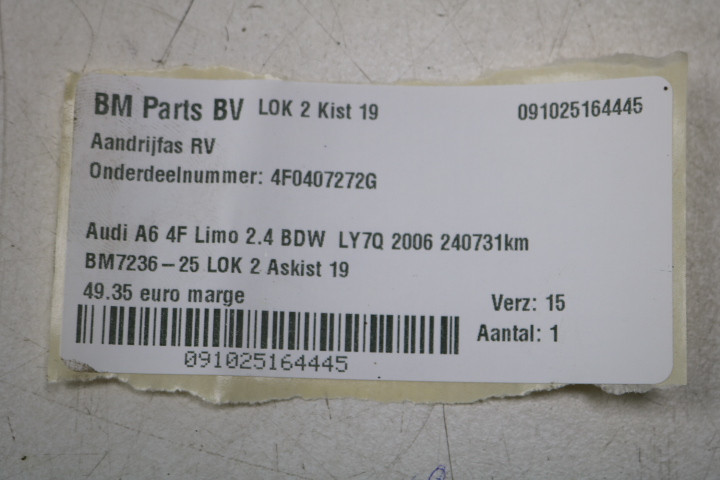 BM Parts BV LOK 2 Kist 19 091025164445
Aandrijfas RV
Onderdeelnummer: 4F0407272G
Audi A6 4F Limo 2.4 BDW LY7Q 2006 240731km
BM7236-25 LOK 2 Askist 19
49.35 euro marge Verz: 15
Aantal: 1
091025164445